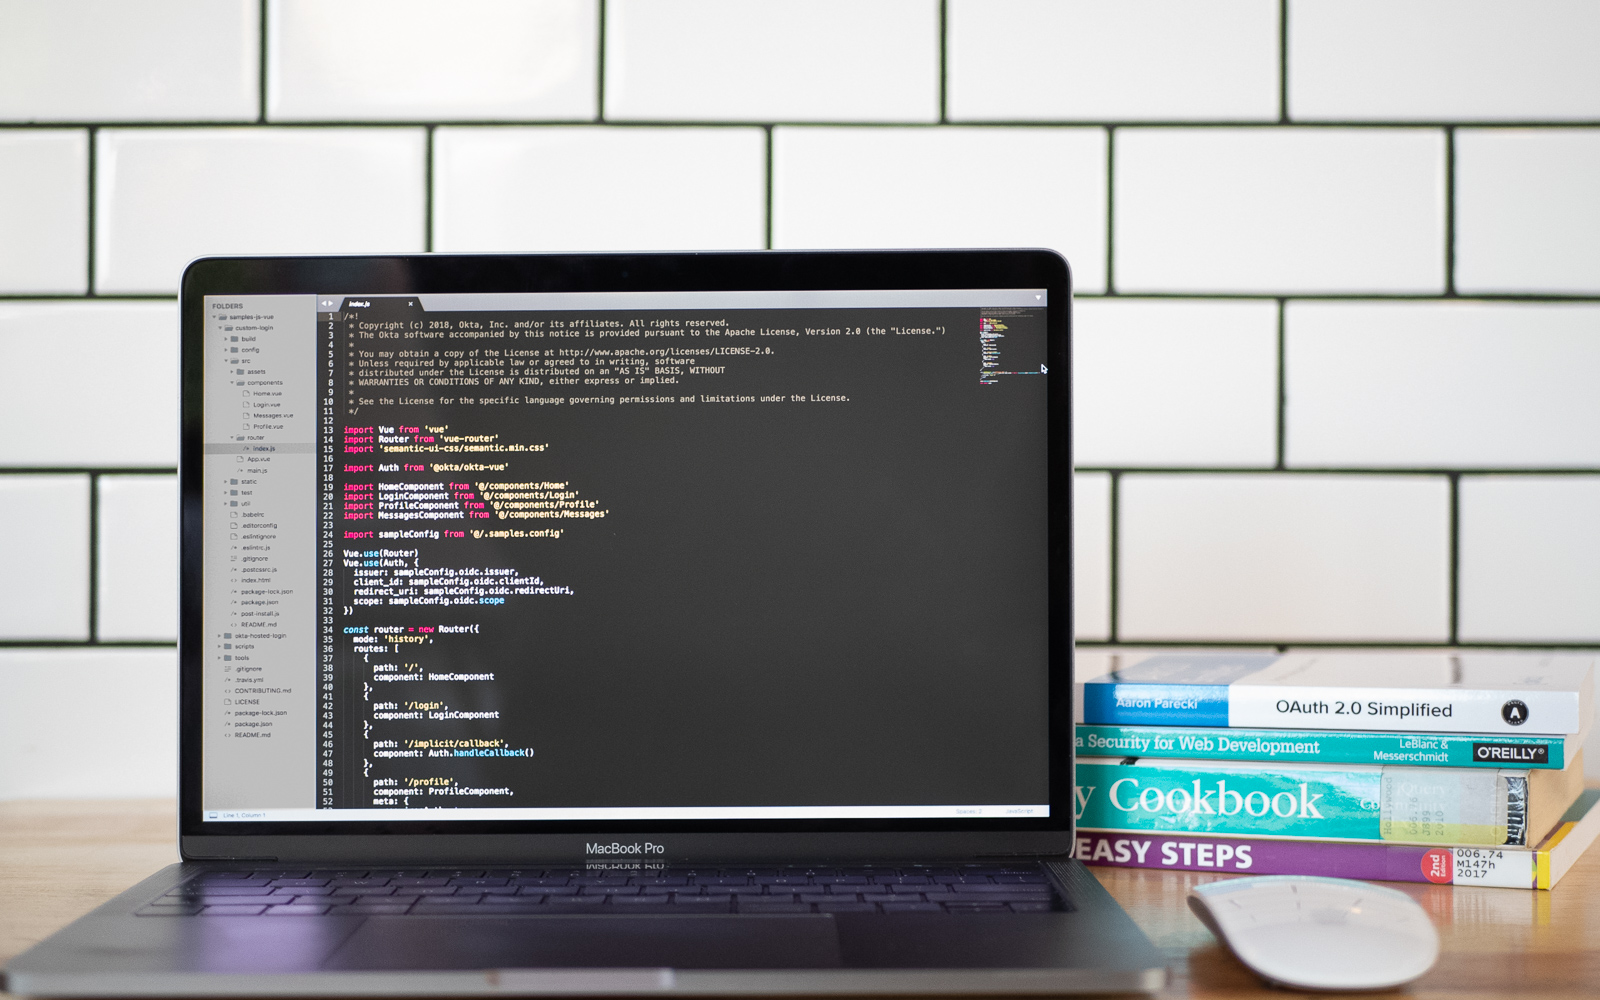 FOLDERS
samples-js-vue
custom-login
build
config
src
assets
components
Home.vue
Login.vue
Messages.vue
Profile.vue
router
index.js
App.vue
main.js
static
test
util
.babelrc
.editorconfig
.eslintignore
.eslintrc.js
.gitignore
.postcssrc.js
index.html
package-lock.json
package.json
post-install.js
README.md
okta-hosted-login
scripts
tools
.gitignore
.travis.yml
CONTRIBUTING.md
LICENSE
package-lock.json
package.json
README.md
index.js
1 /*!
2 * Copyright (c) 2018, Okta, Inc. and/or its affiliates. All rights reserved.
3 * The Okta software accompanied by this notice is provided pursuant to the Apache License, Version 2.0 (the "License.")
4 *
5 * You may obtain a copy of the License at http://www.apache.org/licenses/LICENSE-2.0.
6 * Unless required by applicable law or agreed to in writing, software
7 * distributed under the License is distributed on an "AS IS" BASIS, WITHOUT
8 * WARRANTIES OR CONDITIONS OF ANY KIND, either express or implied.
9 *
10 * See the License for the specific language governing permissions and limitations under the License.
11 */
12
13 import Vue from 'vue'
14 import Router from 'vue-router'
15 import 'semantic-ui-css/semantic.min.css'
16
17 import Auth from '@okta/okta-vue'
18
19 import HomeComponent from '@/components/Home'
20 import LoginComponent from '@/components/Login'
21 import ProfileComponent from '@/components/Profile'
22 import MessagesComponent from '@/components/Messages'
23
24 import sampleConfig from '@/.samples.config'
25
26 Vue.use(Router)
27 Vue.use(Auth, {
28 issuer: sampleConfig.oidc.issuer,
29 client_id: sampleConfig.oidc.clientId,
30 redirect_uri: sampleConfig.oidc.redirectUri,
31 scope: sampleConfig.oidc.scope
32 })
33
34 const router = new Router({
35 mode: 'history',
36 routes: [
37 {
38 path: '/',
39 component: HomeComponent
40 },
41 {
42 path: '/login',
43 component: LoginComponent
44 },
45 {
46 path: '/implicit/callback',
47 component: Auth.handleCallback()
48 },
49 {
50 path: '/profile',
51 component: ProfileComponent,
52 meta: {
Line 1, Column 1
Spaces: 2
JavaScript
MacBook Pro
Aaron Parecki OAuth 2.0 Simplified A
a Security for Web Development LeBlanc &
Messerschmidt
O'REILLY®
y Cookbook
EASY STEPS
2nd
Edition
006.74
M147h
2017